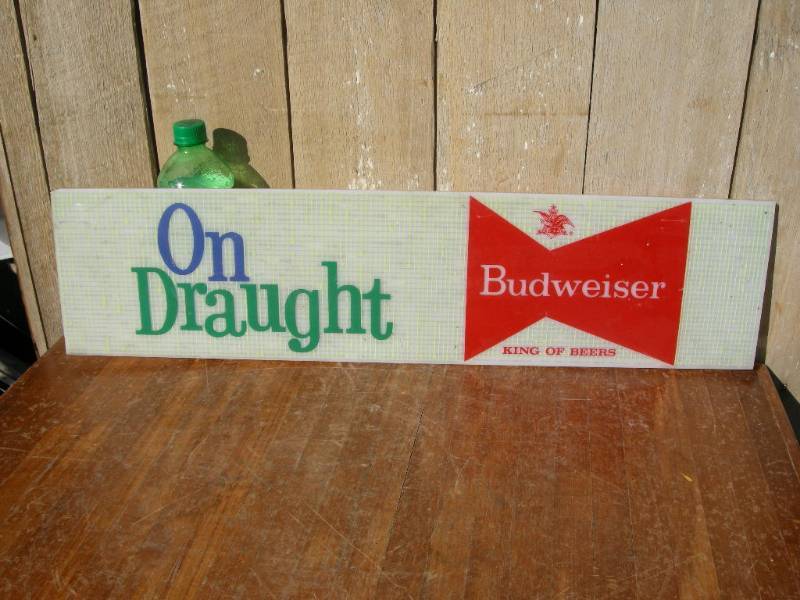 On
Draught
Budweiser
KING OF BEERS